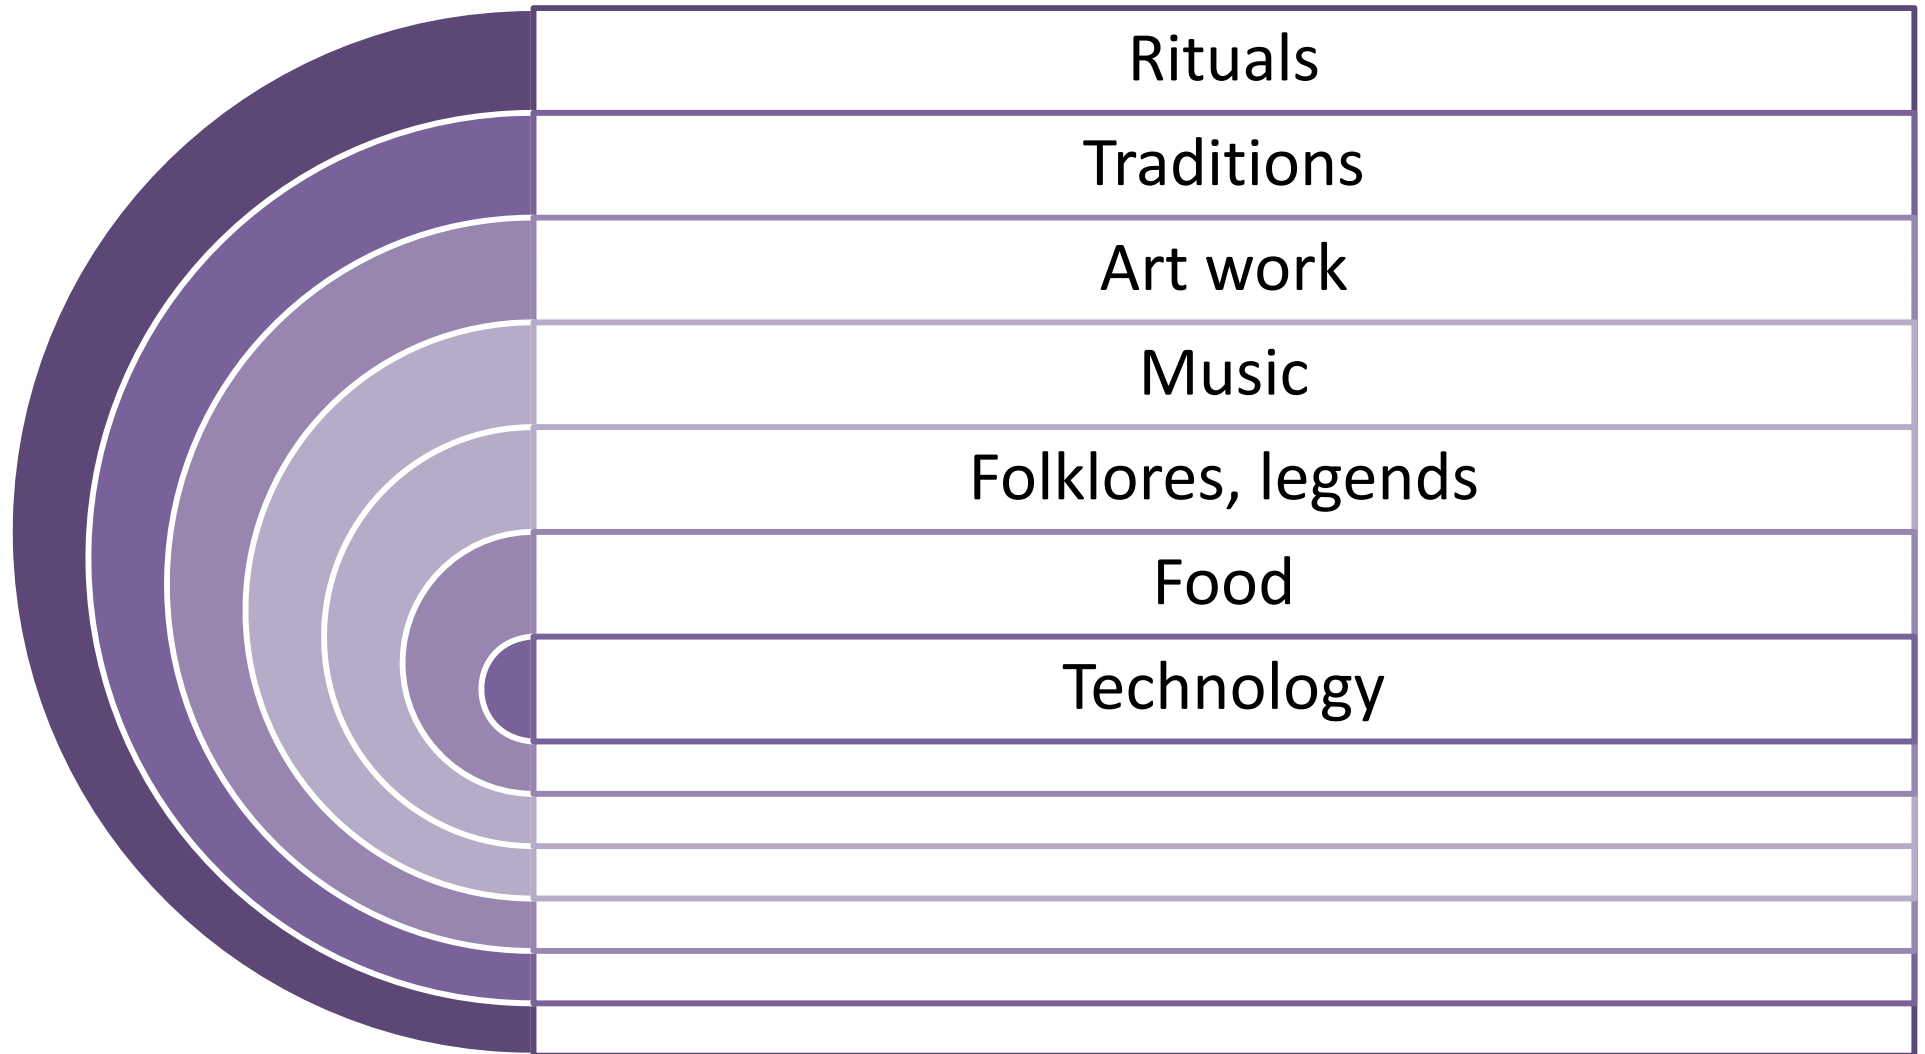 Rituals
Traditions
Art work
Music
Folklores, legends
Food
Technology